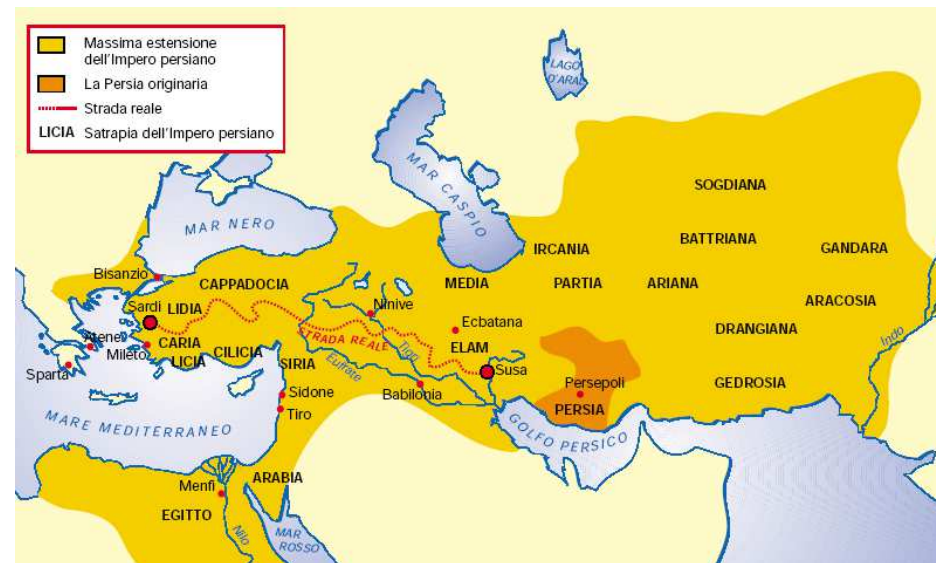 Massima estensione
dell'Impero persiano
La Persia originaria
Strada reale
LICIA Satrapia dell'Impero persiano
LAGO
D'ARAL
MAR CASPIO
MAR NERO
SOGDIANA
BATTRIANA
GANDARA
IRCANIA
MEDIA
PARTIA
ARIANA
ARACOSIA
Bisanzio
CAPPADOCIA
Sardi
LIDIA
Ninive
Ecbatana
DRANGIANA
Indo
Atene
Mileto
CARIA
LICIA
CILICIA
STRADA REALE
Tigri
ELAM
Sparta
SIRIA
Eufrate
Susa
Babilonia
Persepoli
PERSIA
GEDROSIA
Sidone
Tiro
MARE MEDITERRANEO
GOLFO PERSICO
Menfi
ARABIA
EGITTO
Nilo
MAR
ROSSO